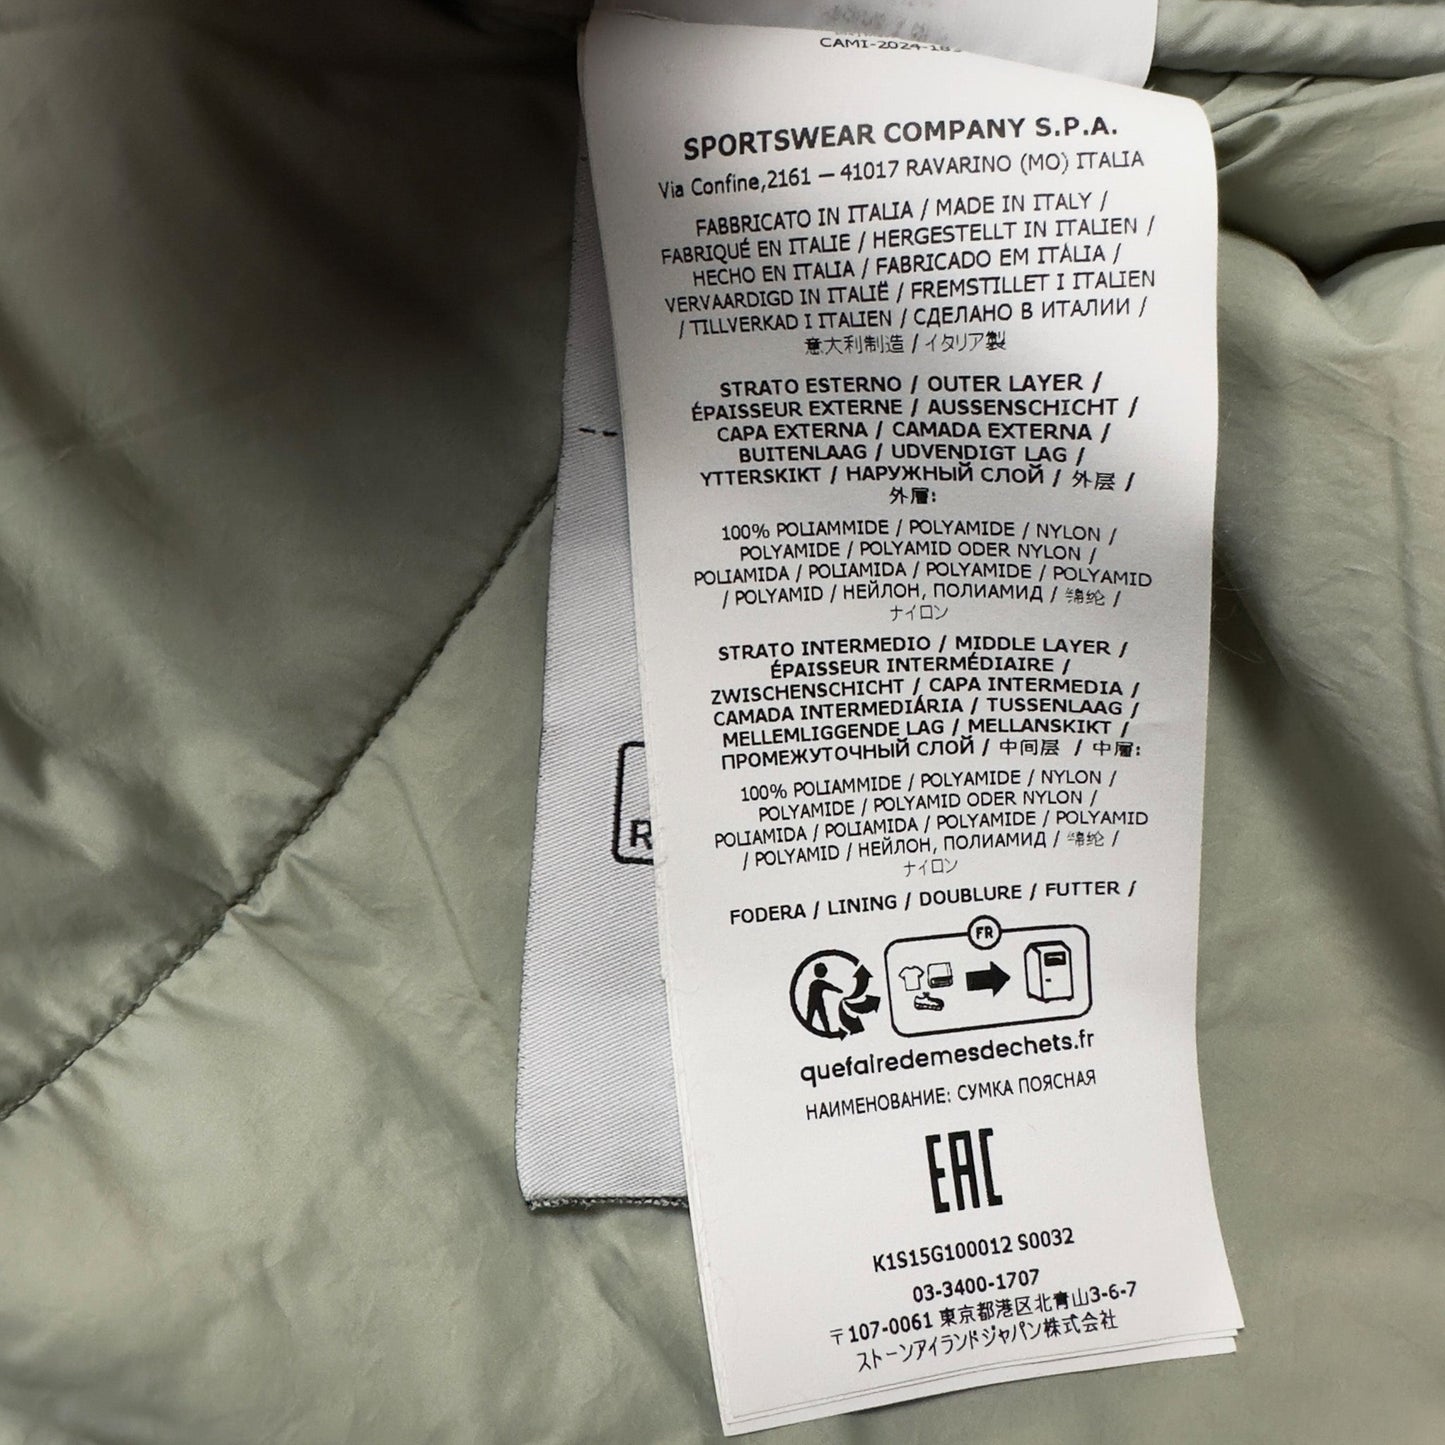 CAMI-2024-18
SPORTSWEAR COMPANY S.P.A.
Via Confine,2161 – 41017 RAVARINO (MO) ITALIA
FABBRICATO IN ITALIA / MADE IN ITALY /
FABRIQUÉ EN ITALIE / HERGESTELLT IN ITALIEN /
HECHO EN ITALIA / FABRICADO EM ITÁLIA /
VERVAARDIGD IN ITALIË / FREMSTILLET I ITALIEN
/ TILLVERKAD I ITALIEN / СДЕЛАНО В ИТАЛИИ /
意大利制造 / イタリア製
STRATO ESTERNO / OUTER LAYER /
ÉPAISSEUR EXTERNE / AUSSENSCHICHT /
CAPA EXTERNA / CAMADA EXTERNA /
BUITENLAAG / UDVENDIGT LAG /
YTTERSKIKT / НАРУЖНЫЙ СЛОЙ / 外层 /
外層:
100% POLIAMMIDE / POLYAMIDE / NYLON /
POLYAMIDE / POLYAMID ODER NYLON /
POLIAMIDA / POLIAMIDA / POLYAMIDE / POLYAMID
/ POLYAMID / НЕЙЛОН, ПОЛИАМИД / 锦纶 /
ナイロン
STRATO INTERMEDIO / MIDDLE LAYER /
ÉPAISSEUR INTERMÉDIAIRE /
ZWISCHENSCHICHT / CAPA INTERMEDIA /
CAMADA INTERMEDIÁRIA / TUSSENLAAG /
MELLEMLIGGENDE LAG / MELLANSKIKT /
ПРОМЕЖУТОЧНЫЙ СЛОЙ / 中间层 / 中層:
100% POLIAMMIDE / POLYAMIDE / NYLON /
POLYAMIDE / POLYAMID ODER NYLON /
POLIAMIDA / POLIAMIDA / POLYAMIDE / POLYAMID
/ POLYAMID / НЕЙЛОН, ПОЛИАМИД / 锦纶 /
ナイロン
R
FODERA / LINING / DOUBLURE / FUTTER /
FR
quefairedemesdechets.fr
НАИМЕНОВАНИЕ: СУМКА ПОЯСНАЯ
EAC
K1S15G100012 S0032
03-3400-1707
〒107-0061 東京都港区北青山3-6-7
ストーンアイランドジャパン株式会社